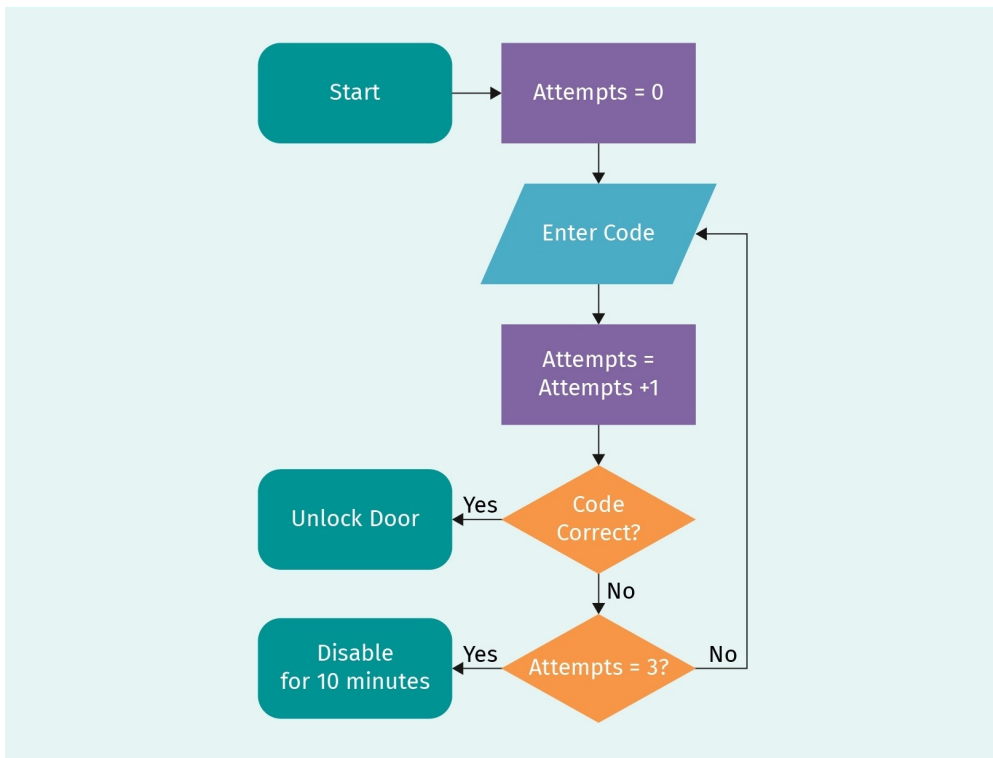 Start
Attempts = 0
Enter Code
Attempts =
Attempts +1
Code
Correct?
Yes
Unlock Door
No
Attempts = 3?
Yes
Disable
for 10 minutes
No